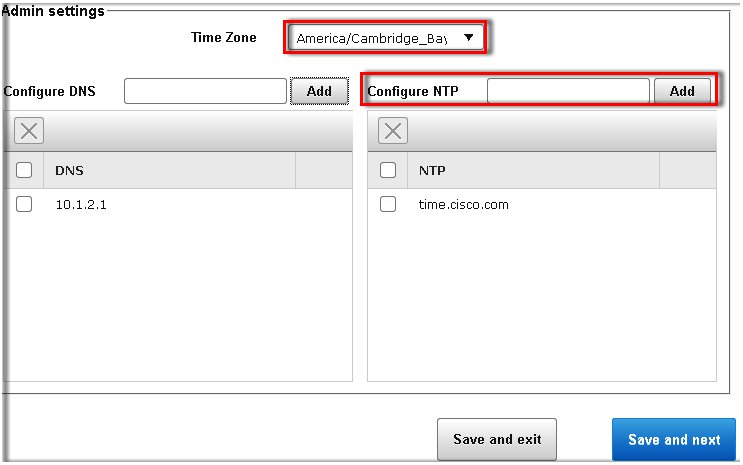 Admin settings
Time Zone America/Cambridge_Bay
Configure DNS Add Configure NTP Add
DNS NTP
10.1.2.1 time.cisco.com
Save and exit Save and next